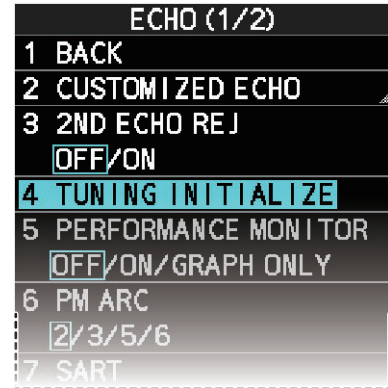 ECHO (1/2)
1 BACK
2 CUSTOMIZED ECHO
3 2ND ECHO REJ
OFF/ON
4 TUNING INITIALIZE
5 PERFORMANCE MONITOR
OFF/ON/GRAPH ONLY
6 PM ARC
2/3/5/6
7 SART